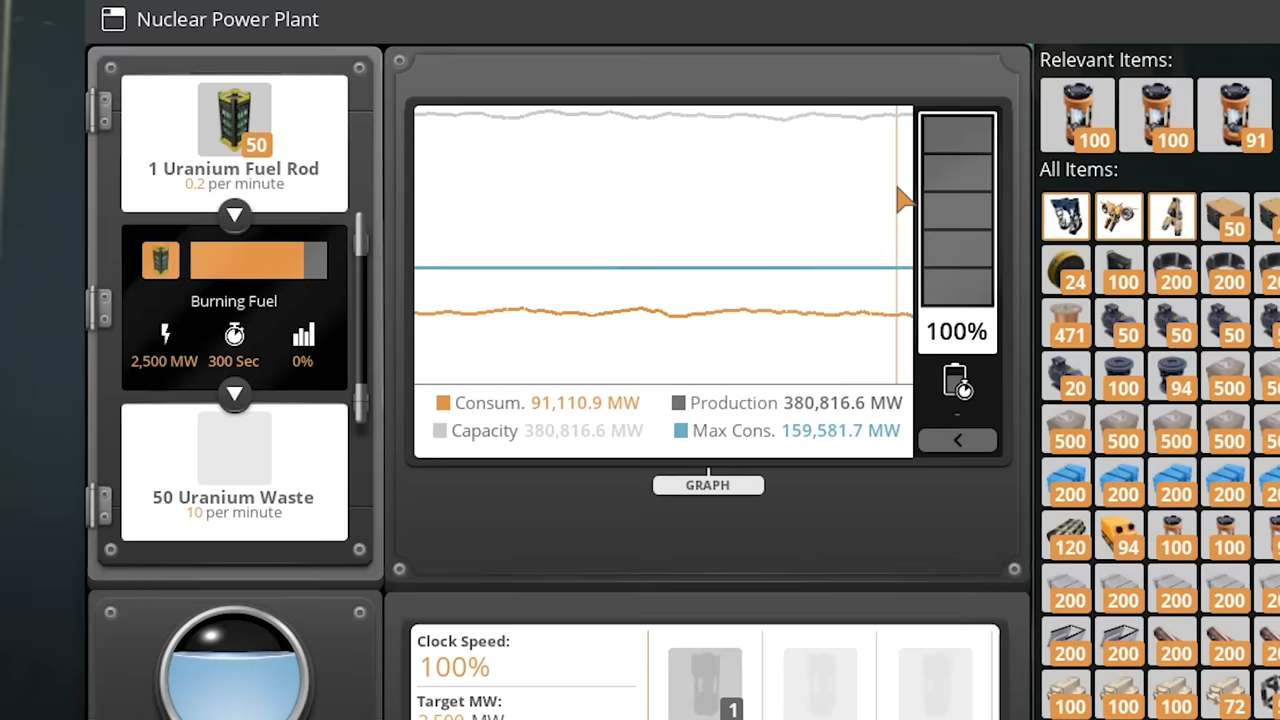 Nuclear Power Plant
50
1 Uranium Fuel Rod
0.2 per minute
Burning Fuel
2,500 MW 300 Sec 0%
50 Uranium Waste
10 per minute
100%
Consum. 91,110.9 MW Production 380,816.6 MW
Capacity 380,816.6 MW Max Cons. 159,581.7 MW
-
GRAPH
Clock Speed:
100%
Target MW:
2,500 MW
1
Relevant Items:
100 100 91
All Items:
50
24 100 200 200
471 50 50 50
20 100 94 500
500 500 500 500
200 200 200 200
120 94 100 100
200 200 200 200
200 200 200 200
100 100 100 72